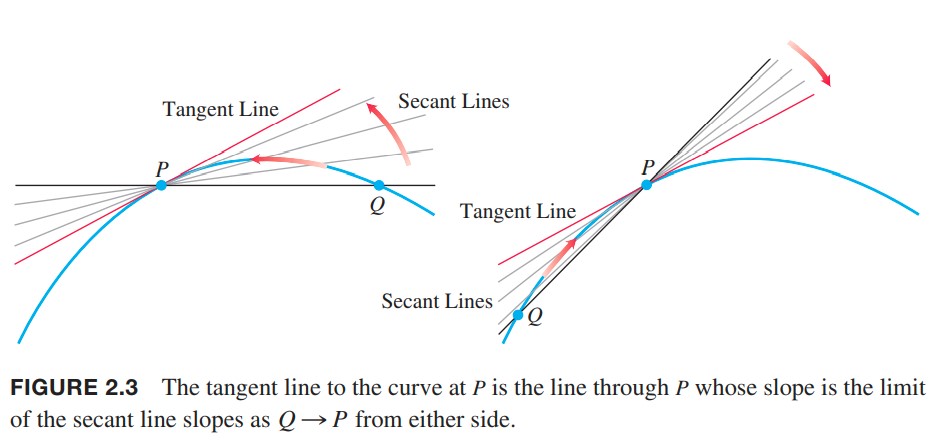 Tangent Line
Secant Lines
P
Q
P
Tangent Line
Secant Lines
Q
FIGURE 2.3 The tangent line to the curve at P is the line through P whose slope is the limit
of the secant line slopes as Q → P from either side.